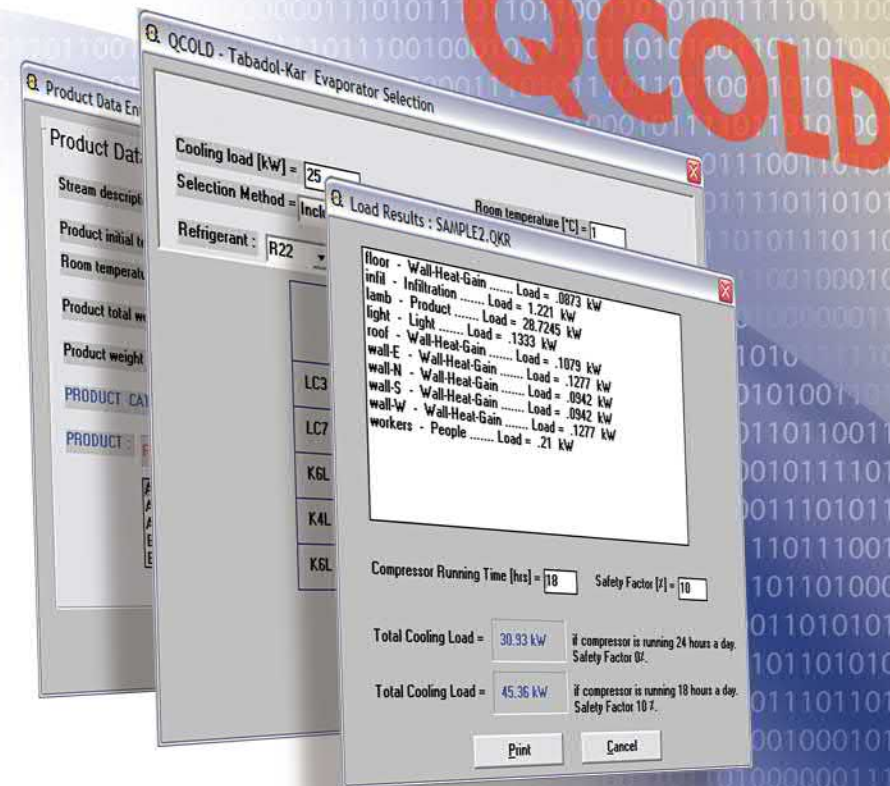 QCOLD
Product Data
Product Dat
Stream descripti
Product initial
Room temperatu
Product total
Product weight
PRODUCT CAT
PRODUCT :
QCOLD - Tabadol-Kar Evaporator Selection
Cooling load [kW] = 25
Room temperature [°C] = 1
Selection Method = Incl
Refrigerant : R22
LC3
LC7
K6L
K4L
K6L
Load Results : SAMPLE2.QKR
floor - Wall-Heat-Gain ....... Load = .0873 kW
infil - Infiltration ....... Load = 1.221 kW
lamb - Product ....... Load = 28.7245 kW
light - Light ....... Load = .1333 kW
roof - Wall-Heat-Gain ....... Load = .1079 kW
wall-E - Wall-Heat-Gain ....... Load = .1277 kW
wall-N - Wall-Heat-Gain ....... Load = .0942 kW
wall-S - Wall-Heat-Gain ....... Load = .0942 kW
wall-W - Wall-Heat-Gain ....... Load = .1277 kW
workers - People ....... Load = .21 kW
Compressor Running Time [hrs] = 18
Safety Factor [%] = 10
Total Cooling Load = 30.93 kW
if compressor is running 24 hours a day.
Safety Factor 0%.
Total Cooling Load = 45.36 kW
if compressor is running 18 hours a day.
Safety Factor 10 %.
Print
Cancel